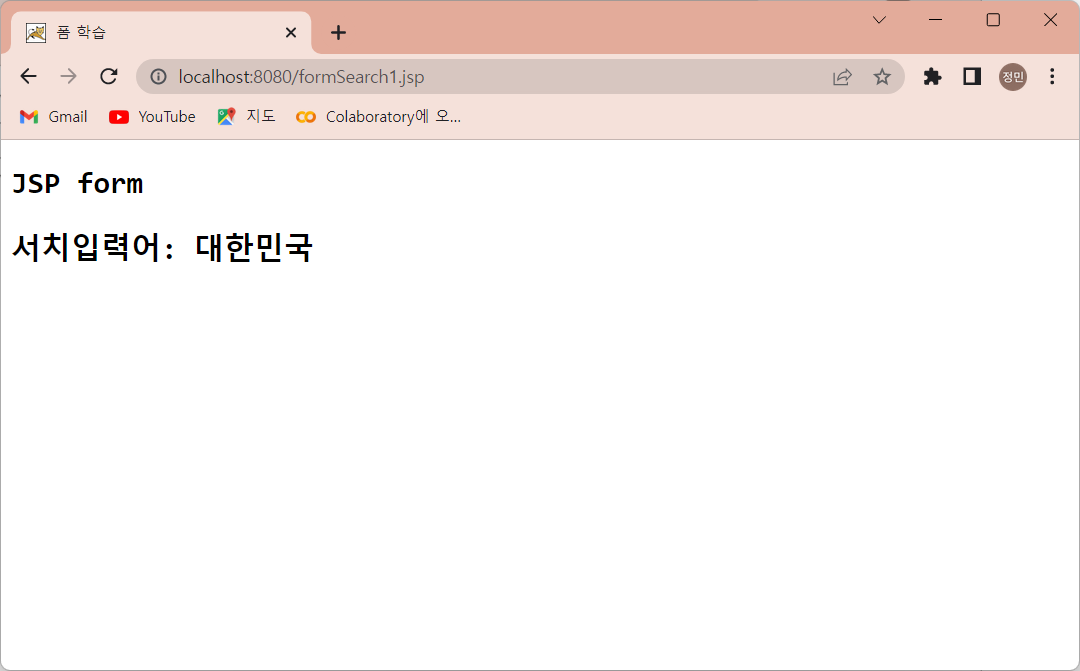 폼 학습
localhost:8080/formSearch1.jsp
정민
Gmail YouTube 지도 Colaboratory에 오...
JSP form
서치입력어: 대한민국